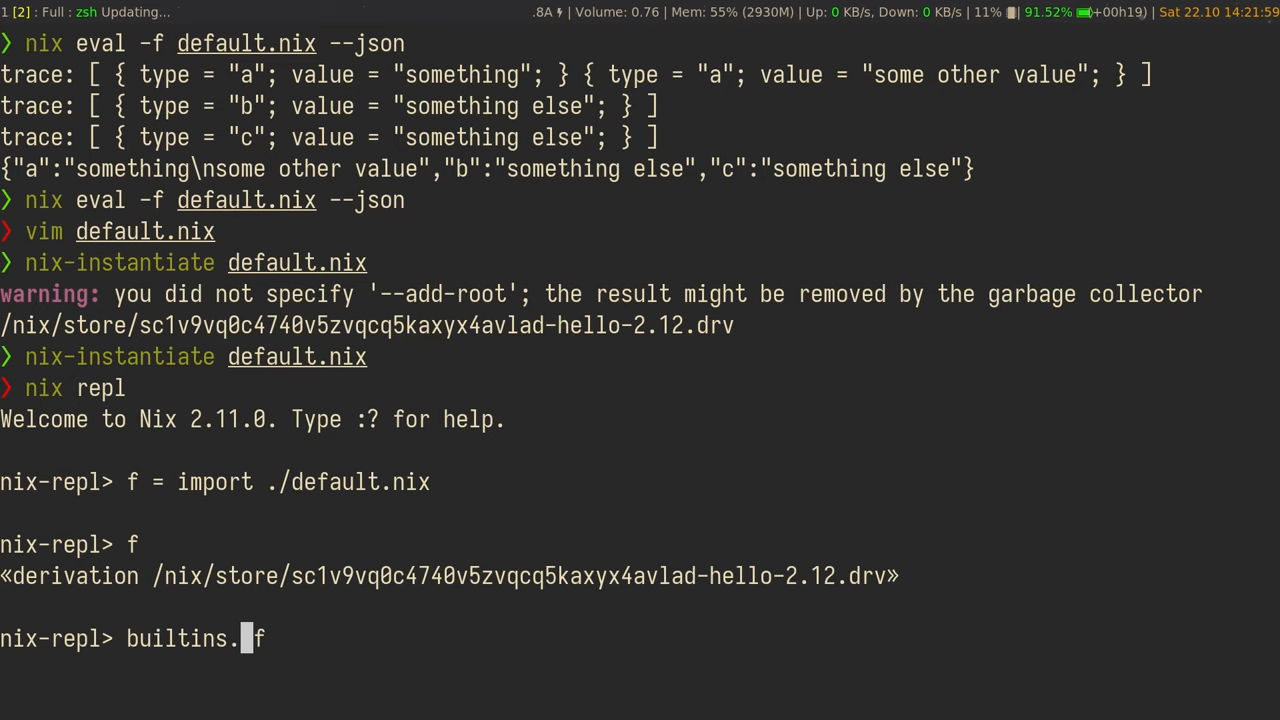 1 [2] : Full : zsh Updating... .8A | Volume: 0.76 | Mem: 55% (2930M) | Up: 0 KB/s, Down: 0 KB/s | 11% | 91.52% +00h19) | Sat 22.10 14:21:59
❯ nix eval -f default.nix --json
trace: [ { type = "a"; value = "something"; } { type = "a"; value = "some other value"; } ]
trace: [ { type = "b"; value = "something else"; } ]
trace: [ { type = "c"; value = "something else"; } ]
{"a":"something\nsome other value","b":"something else","c":"something else"}
❯ nix eval -f default.nix --json
❯ vim default.nix
❯ nix-instantiate default.nix
warning: you did not specify '--add-root'; the result might be removed by the garbage collector
/nix/store/sc1v9vq0c4740v5zvqcq5kaxyx4avlad-hello-2.12.drv
❯ nix-instantiate default.nix
❯ nix repl
Welcome to Nix 2.11.0. Type :? for help.
nix-repl> f = import ./default.nix
nix-repl> f
«derivation /nix/store/sc1v9vq0c4740v5zvqcq5kaxyx4avlad-hello-2.12.drv»
nix-repl> builtins. f